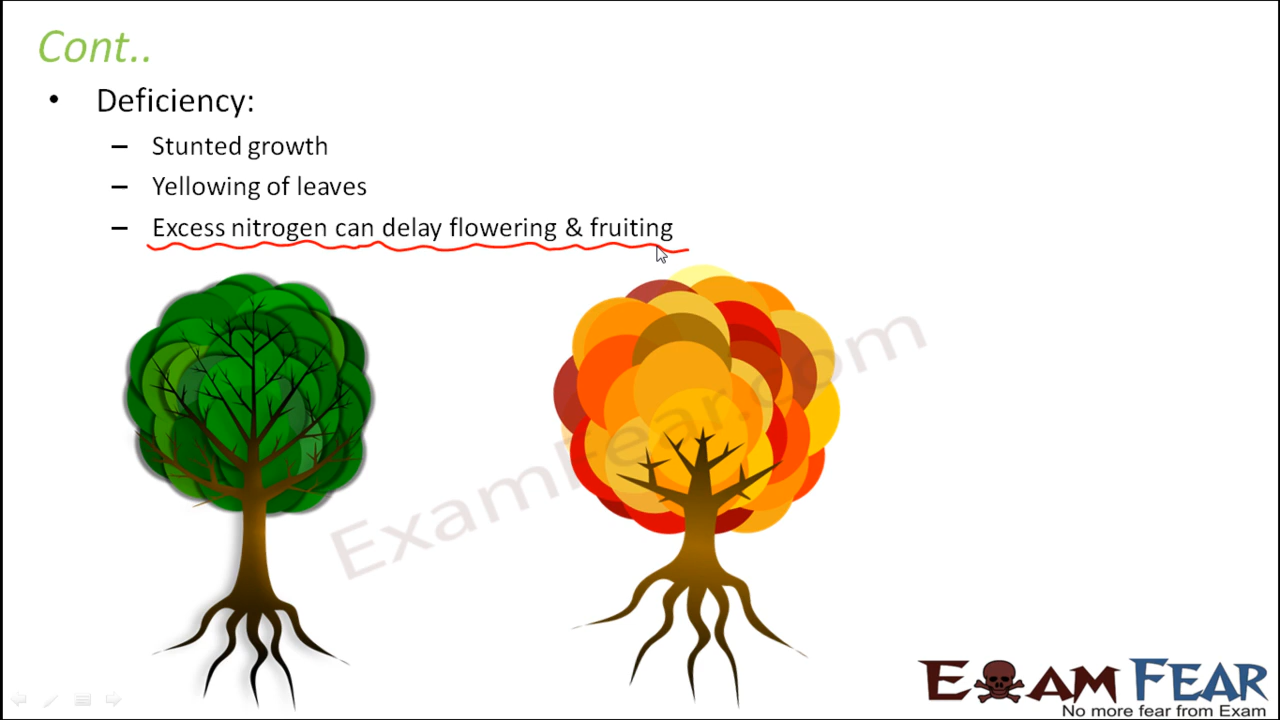 Cont..
• Deficiency:
– Stunted growth
– Yellowing of leaves
– Excess nitrogen can delay flowering & fruiting
ExamFear.com
EXAM FEAR
No more fear from Exam